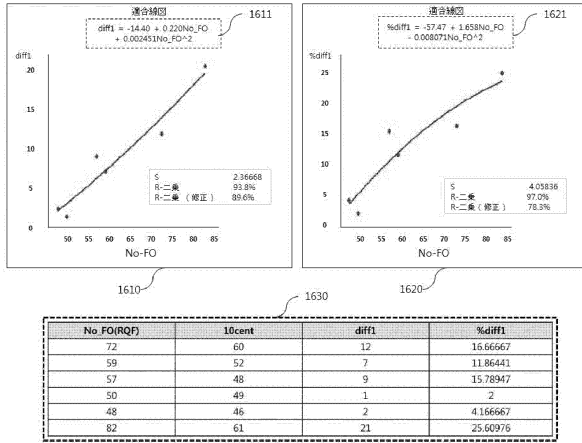 適合線図
1611
diff1 = -14.40 + 0.220No_FO
+ 0.002451No_FO^2
diff1
20
15
10
5
0
S 2.36668
R-二乗 93.8%
R-二乗 ( 修正 ) 89.6%
50 55 60 65 70 75 80 85
No-FO
1610
適合線図
1621
%diff1 = -57.47 + 1.658No_FO
- 0.008071No_FO^2
%diff1
25
20
15
10
5
0
S 4.05836
R-二乗 97.0%
R-二乗 ( 修正 ) 78.3%
50 55 60 65 70 75 80 85
No-FO
1620
1630
No_FO(RQF) 10cent diff1 %diff1
72 60 12 16.66667
59 52 7 11.86441
57 48 9 15.78947
50 49 1 2
48 46 2 4.166667
82 61 21 25.60976